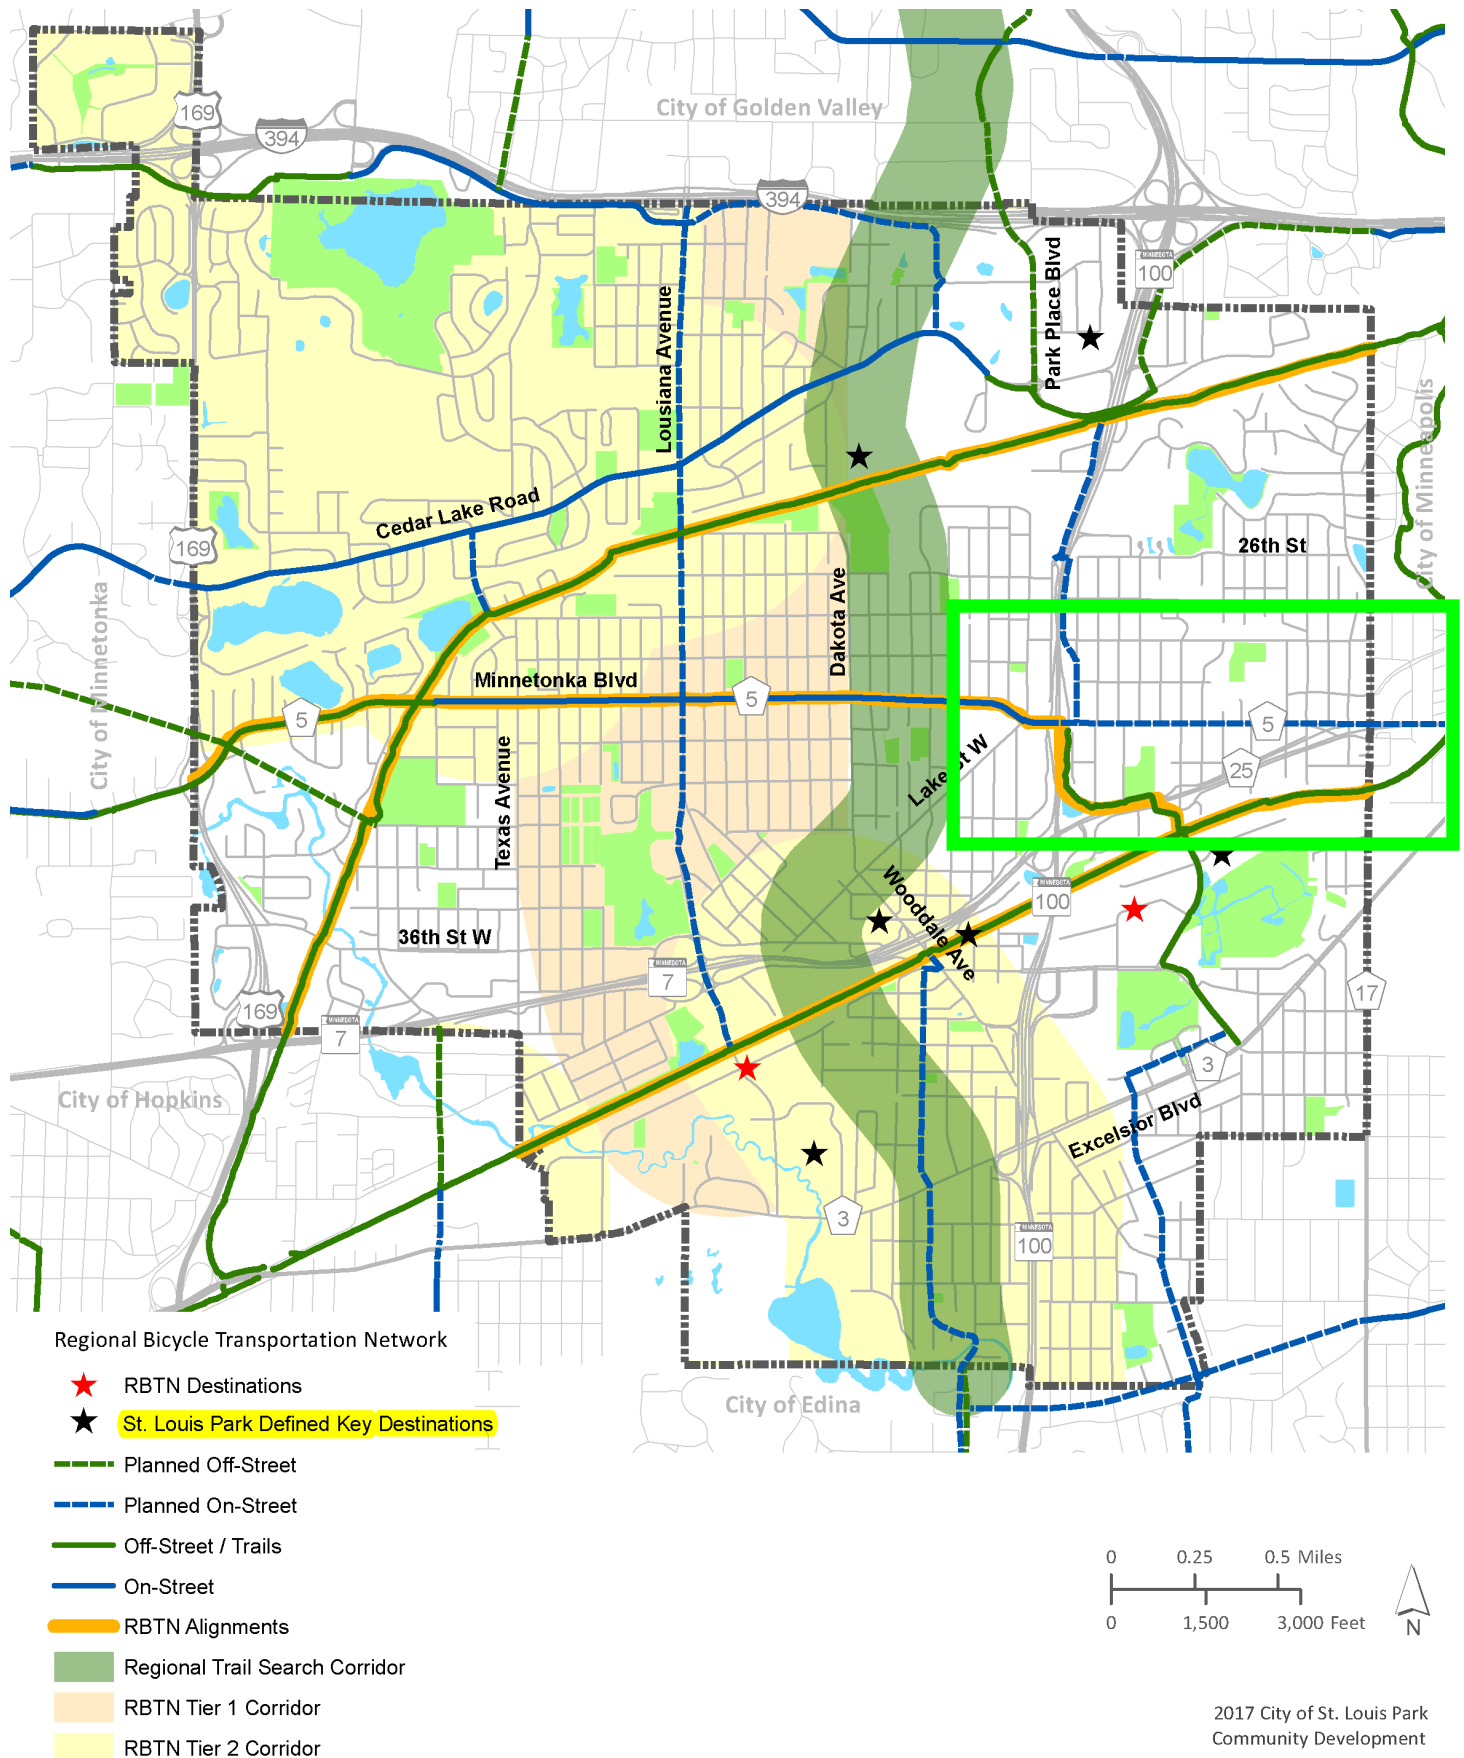 City of Golden Valley
169
394
394
Park Place Blvd
MINNESOTA
100
Lousiana Avenue
City of Minneapolis
Cedar Lake Road
169
26th St
City of Minnetonka
Dakota Ave
Minnetonka Blvd
5
5
5
Texas Avenue
Lake St W
25
Wooddale Ave
MINNESOTA
100
36th St W
MINNESOTA
7
17
169
MINNESOTA
7
3
City of Hopkins
Excelsior Blvd
3
MINNESOTA
100
City of Edina
Regional Bicycle Transportation Network
RBTN Destinations
St. Louis Park Defined Key Destinations
Planned Off-Street
Planned On-Street
Off-Street / Trails
On-Street
RBTN Alignments
Regional Trail Search Corridor
RBTN Tier 1 Corridor
RBTN Tier 2 Corridor
0 0.25 0.5 Miles
0 1,500 3,000 Feet
N
2017 City of St. Louis Park
Community Development